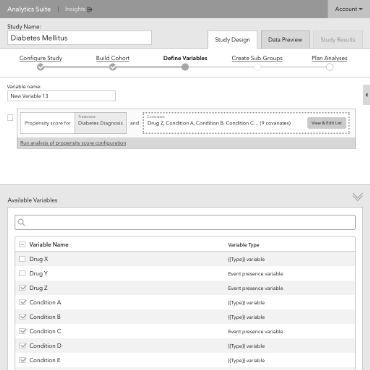 Analytics Suite | Insights
Account
Study Name:
Diabetes Mellitus
Study Design
Data Preview
Study Results
Configure Study
Build Cohort
Define Variables
Create Sub-Groups
Plan Analyses
Variable name:
New Variable 13
Propensity score for
Treatment
Diabetes Diagnosis
and
Covariates
Drug Z, Condition A, Condition B, Condition C... (9 covariates)
View & Edit List
Run analysis of propensity score configuration
Available Variables
Variable Name
Variable Type
Drug X
{{Type}} variable
Drug Y
Event presence variable
Drug Z
Event presence variable
Condition A
{{Type}} variable
Condition B
{{Type}} variable
Condition C
Event presence variable
Condition D
{{Type}} variable
Condition E
{{Type}} variable